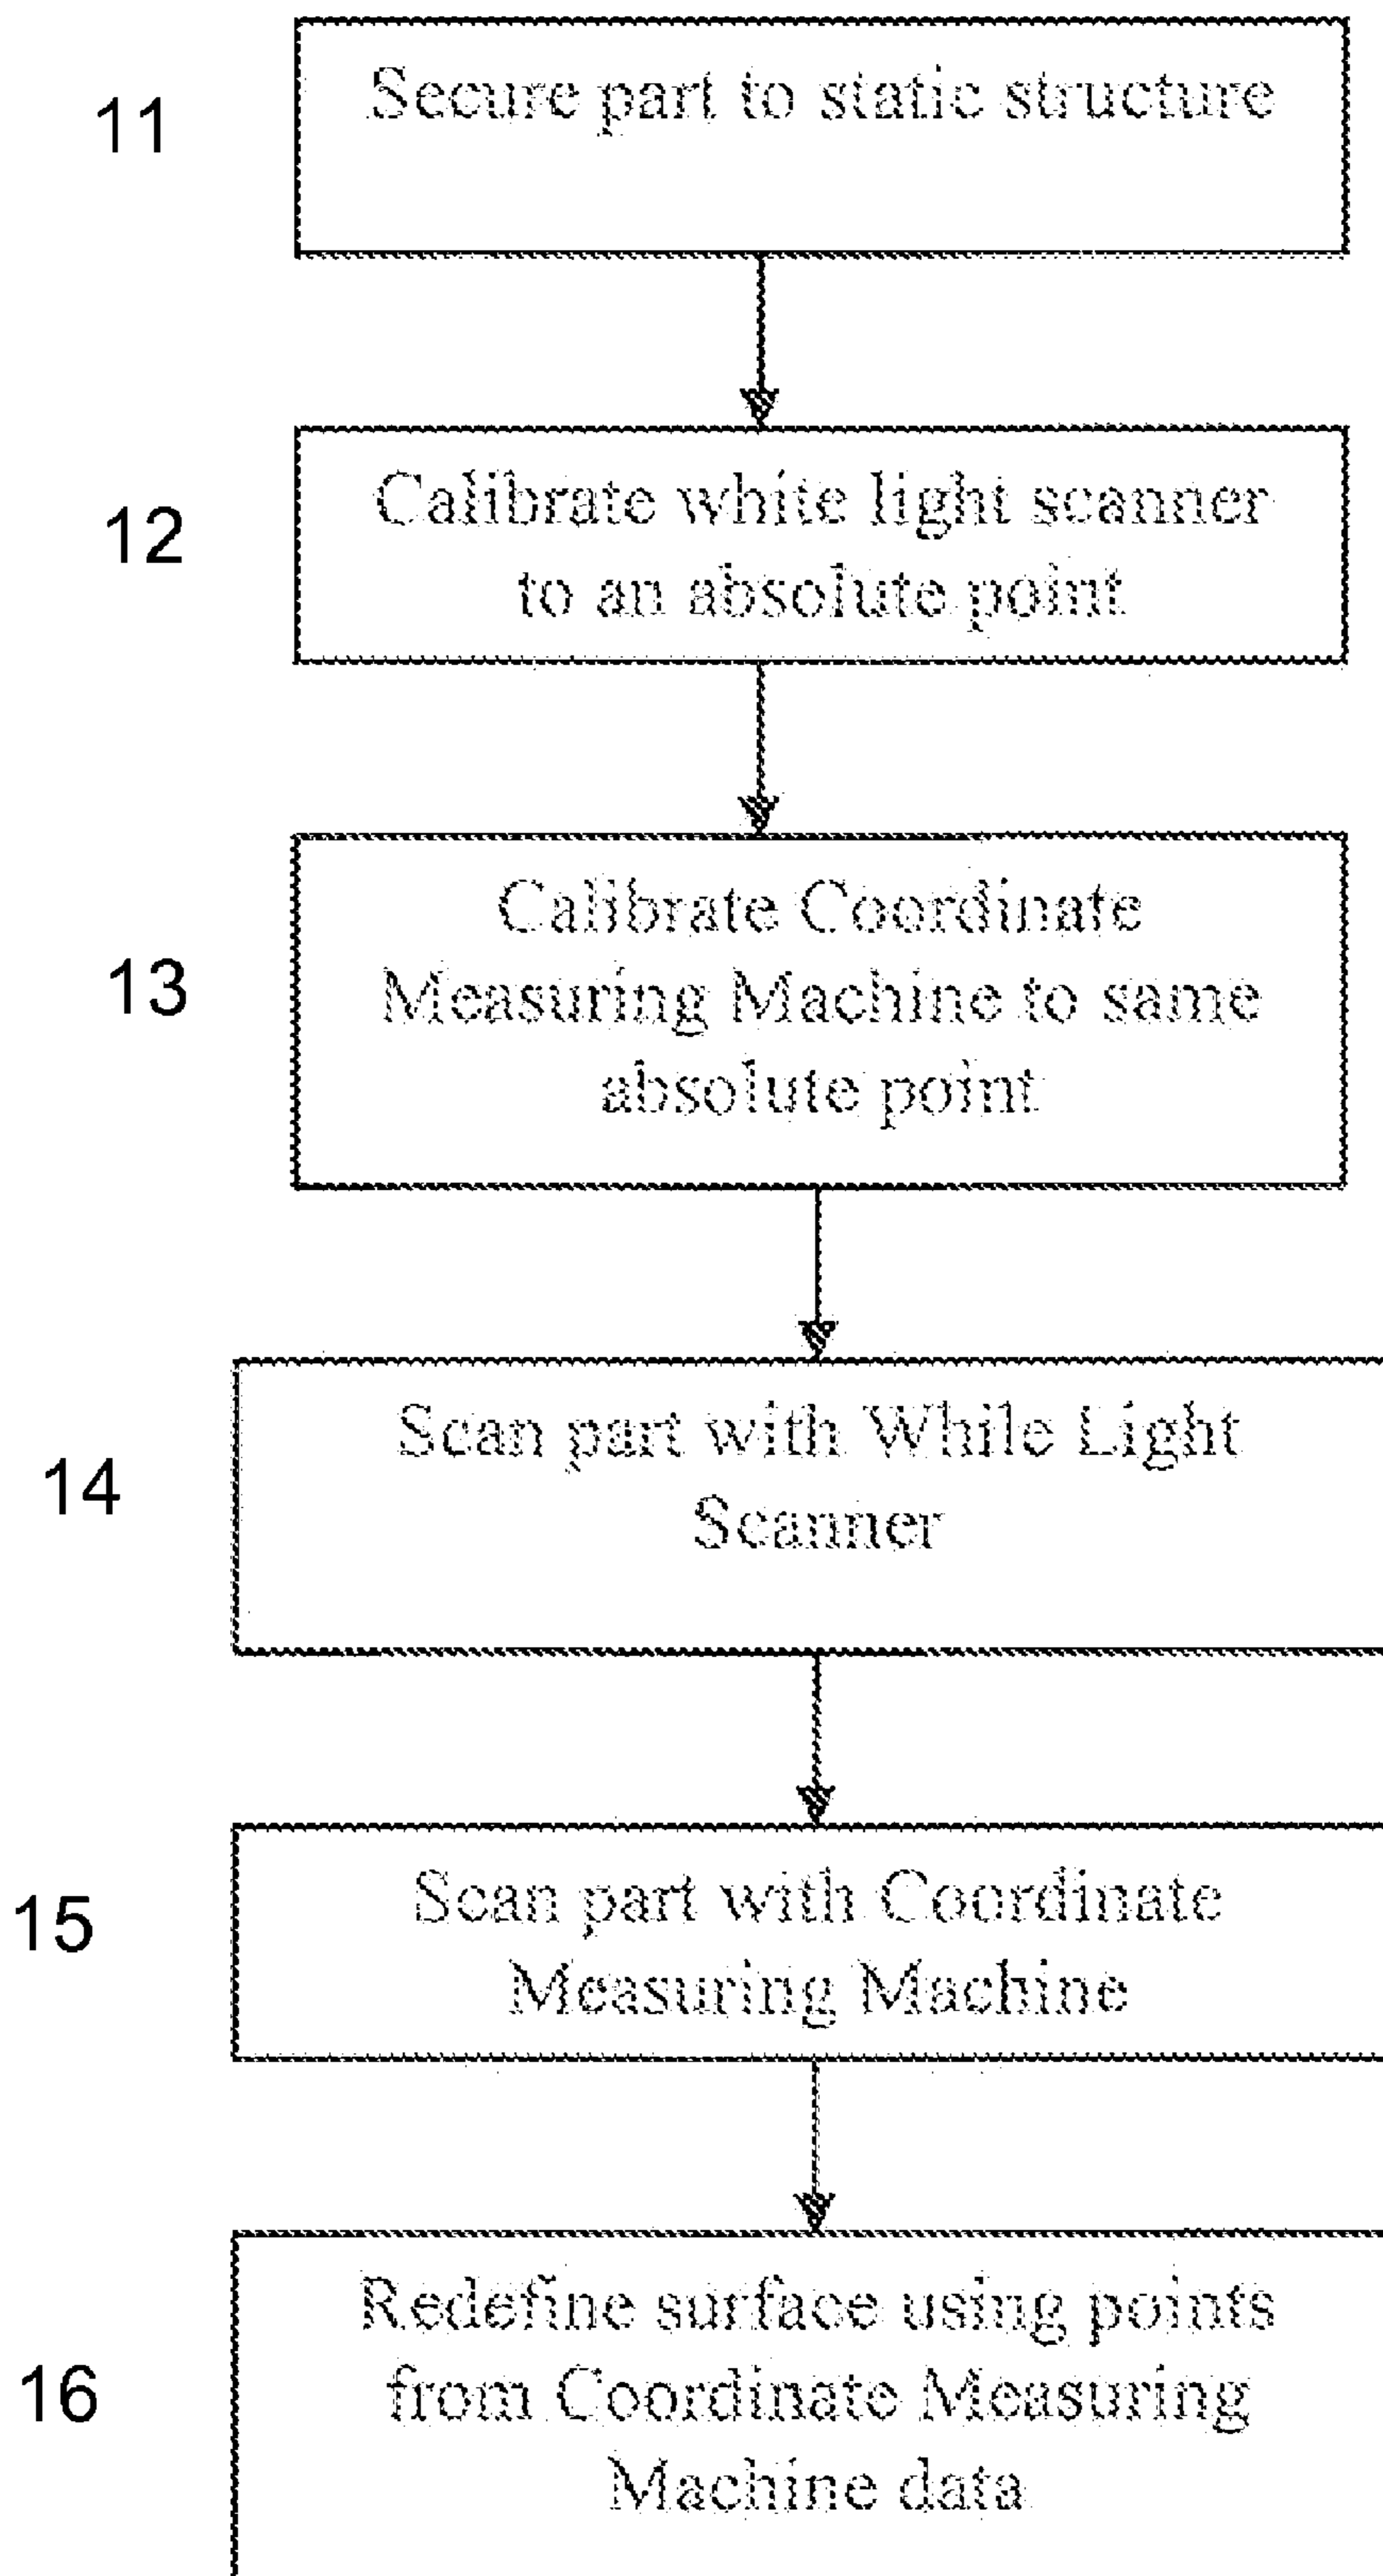 11
Secure part to static structure
12
Calibrate white light scanner
to an absolute point
13
Calibrate Coordinate
Measuring Machine to same
absolute point
14
Scan part with While Light
Scanner
15
Scan part with Coordinate
Measuring Machine
16
Redefine surface using points
from Coordinate Measuring
Machine data